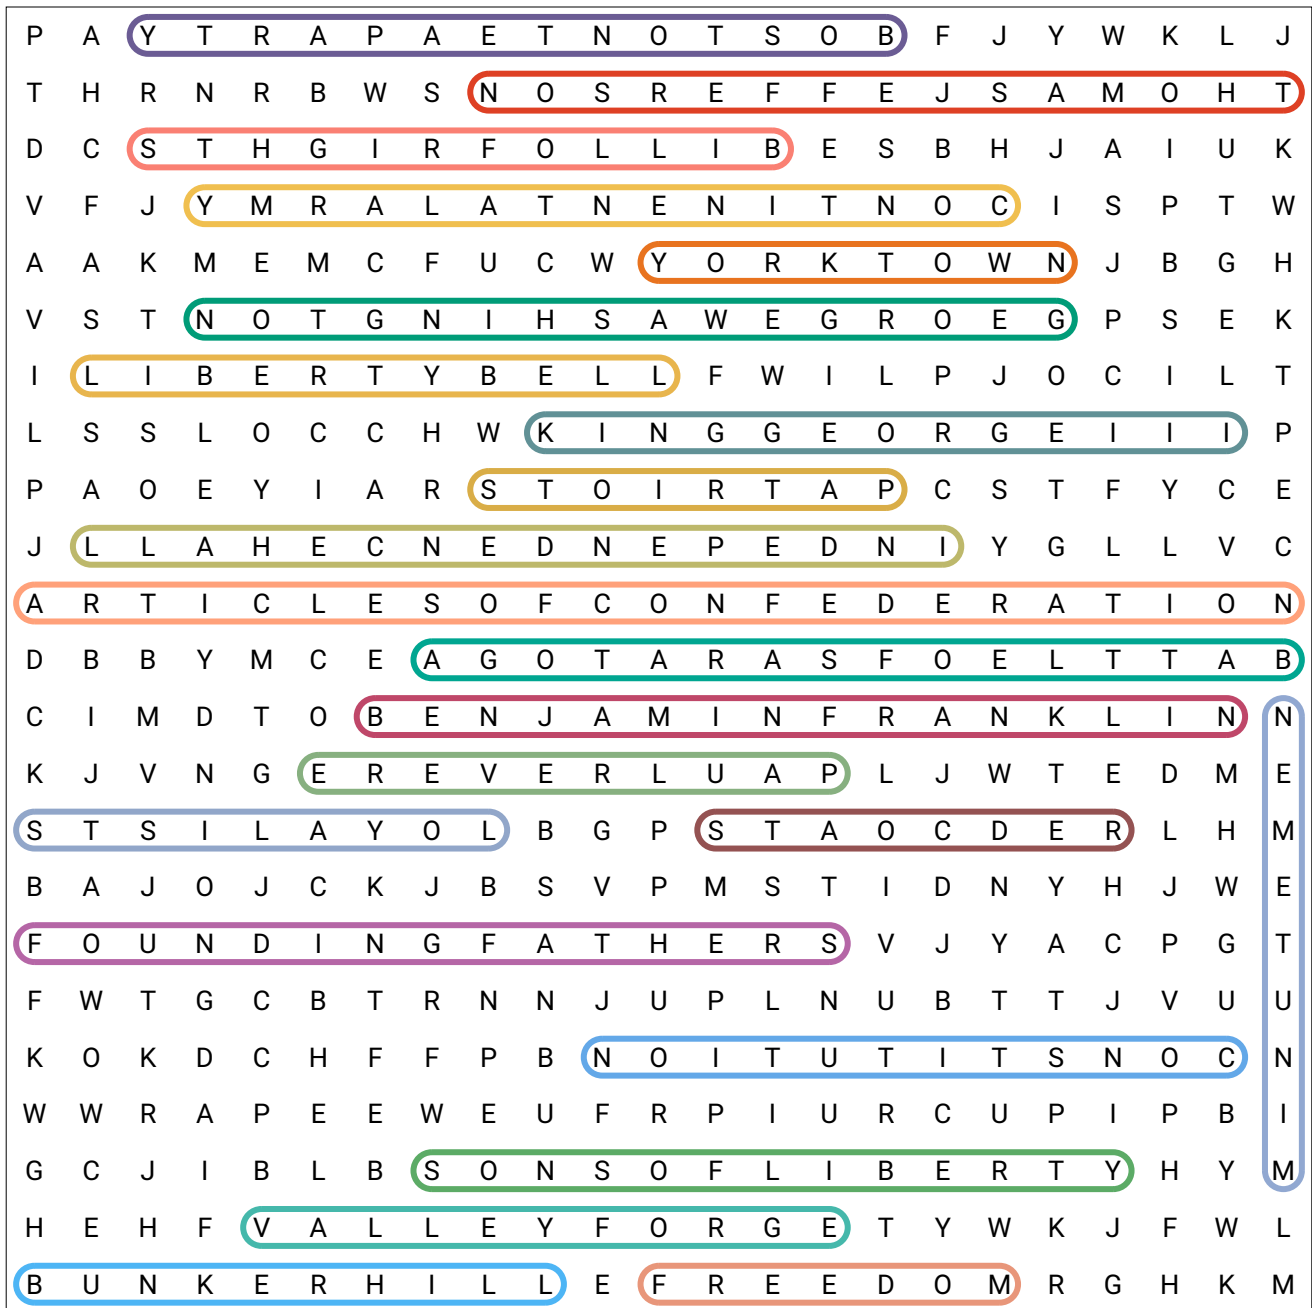 P A Y T R A P A E T N O T S O B F J Y W K L J
T H R N R B W S N O S R E F F E J S A M O H T
D C S T H G I R F O L L I B E S B H J A I U K
V F J Y M R A L A T N E N I T N O C I S P T W
A A K M E M C F U C W Y O R K T O W N J B G H
V S T N O T G N I H S A W E G R O E G P S E K
I L I B E R T Y B E L L F W I L P J O C I L T
L S S L O C C H W K I N G G E O R G E I I I P
P A O E Y I A R S T O I R T A P C S T F Y C E
J L L A H E C N E D N E P E D N I Y G L L V C
A R T I C L E S O F C O N F E D E R A T I O N
D B B Y M C E A G O T A R A S F O E L T T A B
C I M D T O B E N J A M I N F R A N K L I N N
K J V N G E R E V E R L U A P L J W T E D M E
S T S I L A Y O L B G P S T A O C D E R L H M
B A J O J C K J B S V P M S T I D N Y H J W E
F O U N D I N G F A T H E R S V J Y A C P G T
F W T G C B T R N N J U P L N U B T T J V U U
K O K D C H F F P B N O I T U T I T S N O C N
W W R A P E E W E U F R P I U R C U P I P B I
G C J I B L B S O N S O F L I B E R T Y H Y M
H E H F V A L L E Y F O R G E T Y W K J F W L
B U N K E R H I L L E F R E E D O M R G H K M